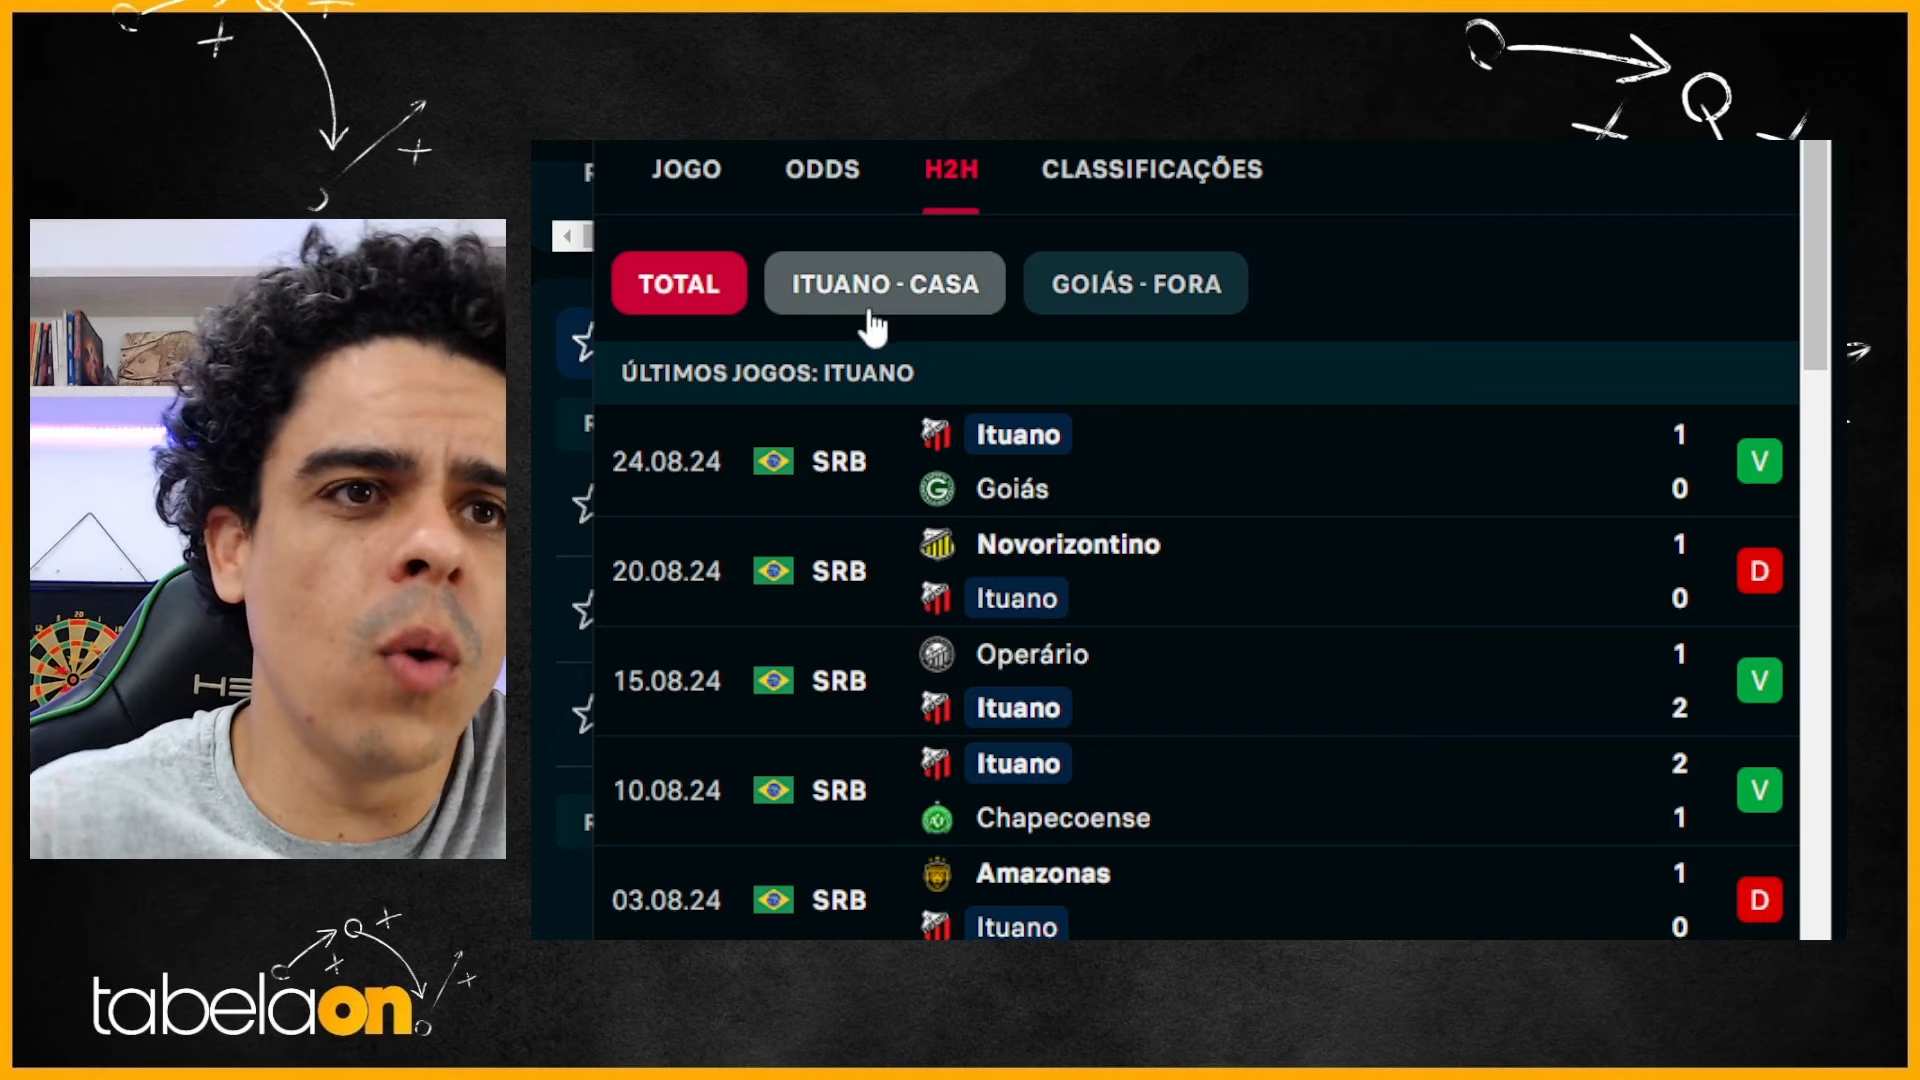 JOGO ODDS H2H CLASSIFICAÇÕES
TOTAL ITUANO - CASA GOIÁS - FORA
ÚLTIMOS JOGOS: ITUANO
24.08.24 SRB Ituano 1 V
Goiás 0
20.08.24 SRB Novorizontino 1 D
Ituano 0
15.08.24 SRB Operário 1 V
Ituano 2
10.08.24 SRB Ituano 2 V
Chapecoense 1
03.08.24 SRB Amazonas 1 D
Ituano 0
tabelaon